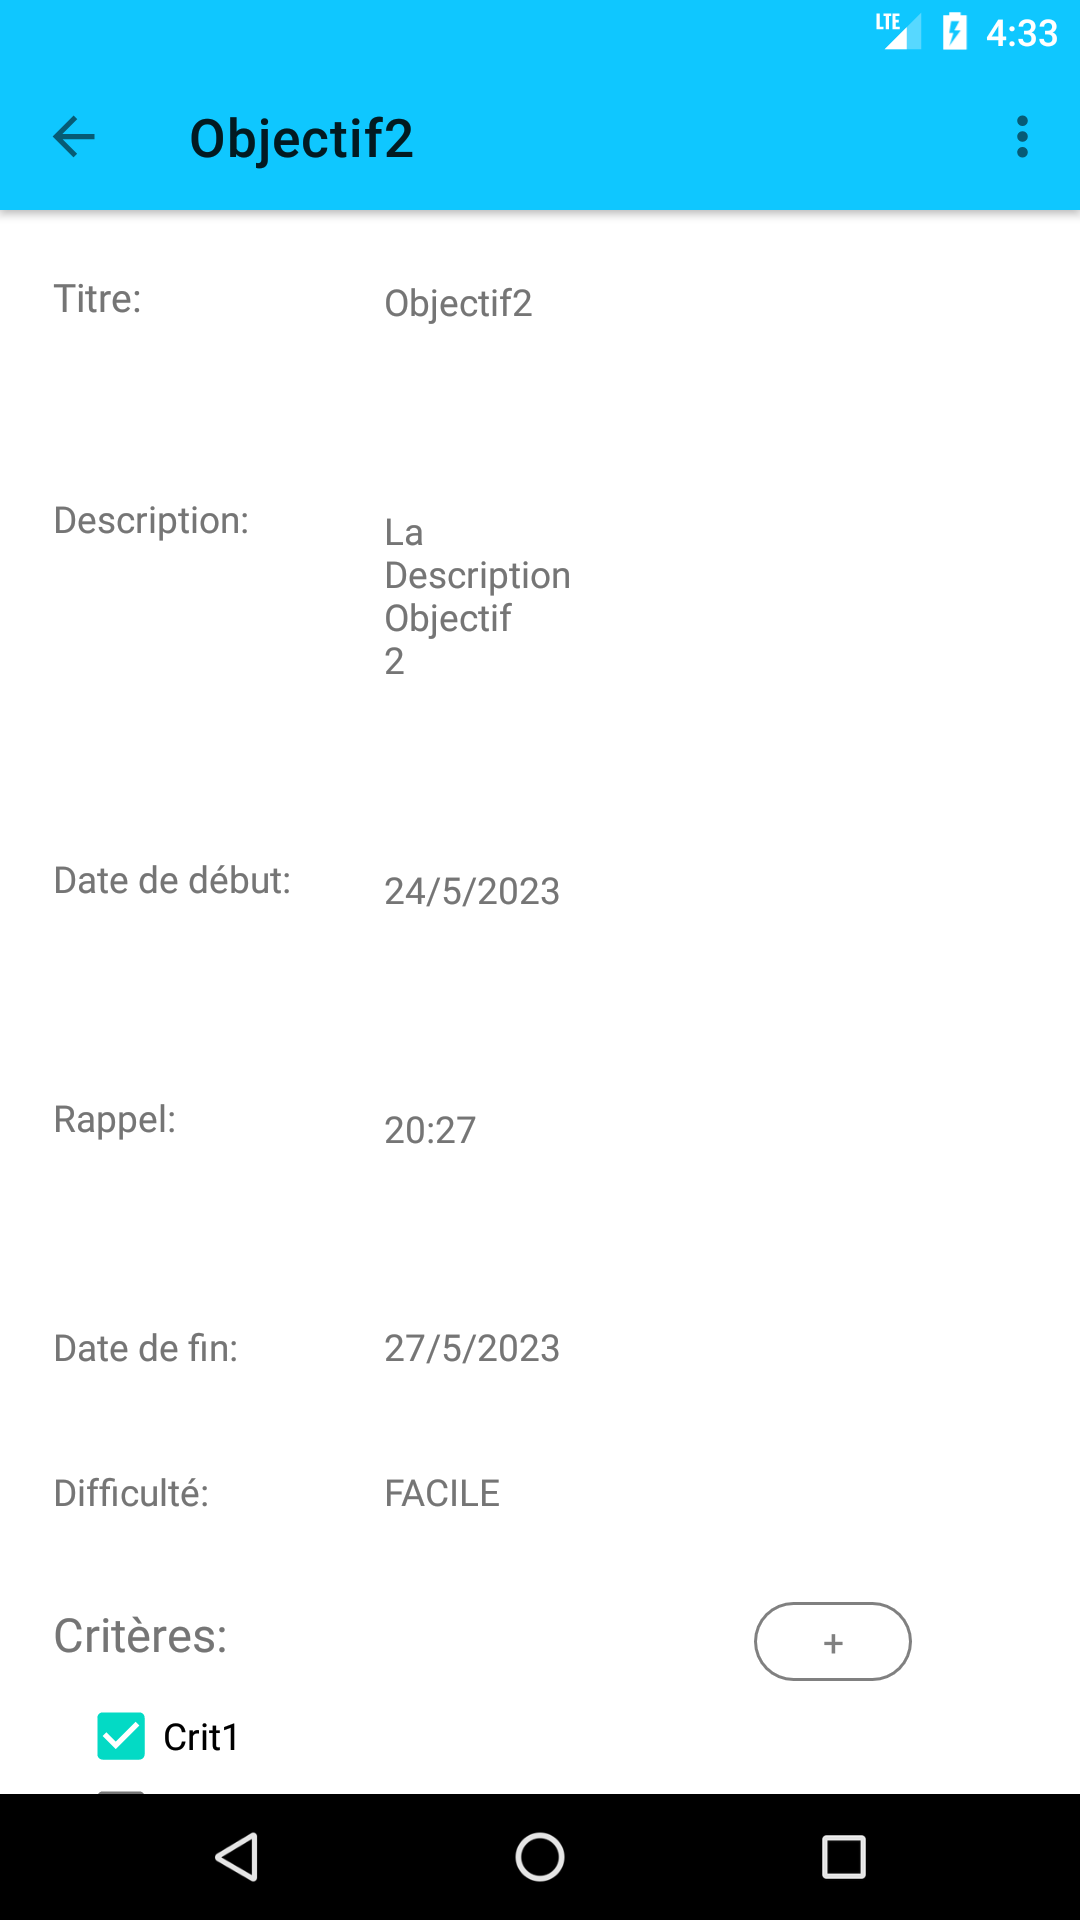 LTE 4:33
Objectif2
Titre: Objectif2
Description: La
Description
Objectif
2
Date de début: 24/5/2023
Rappel: 20:27
Date de fin: 27/5/2023
Difficulté: FACILE
Critères: +
Crit1